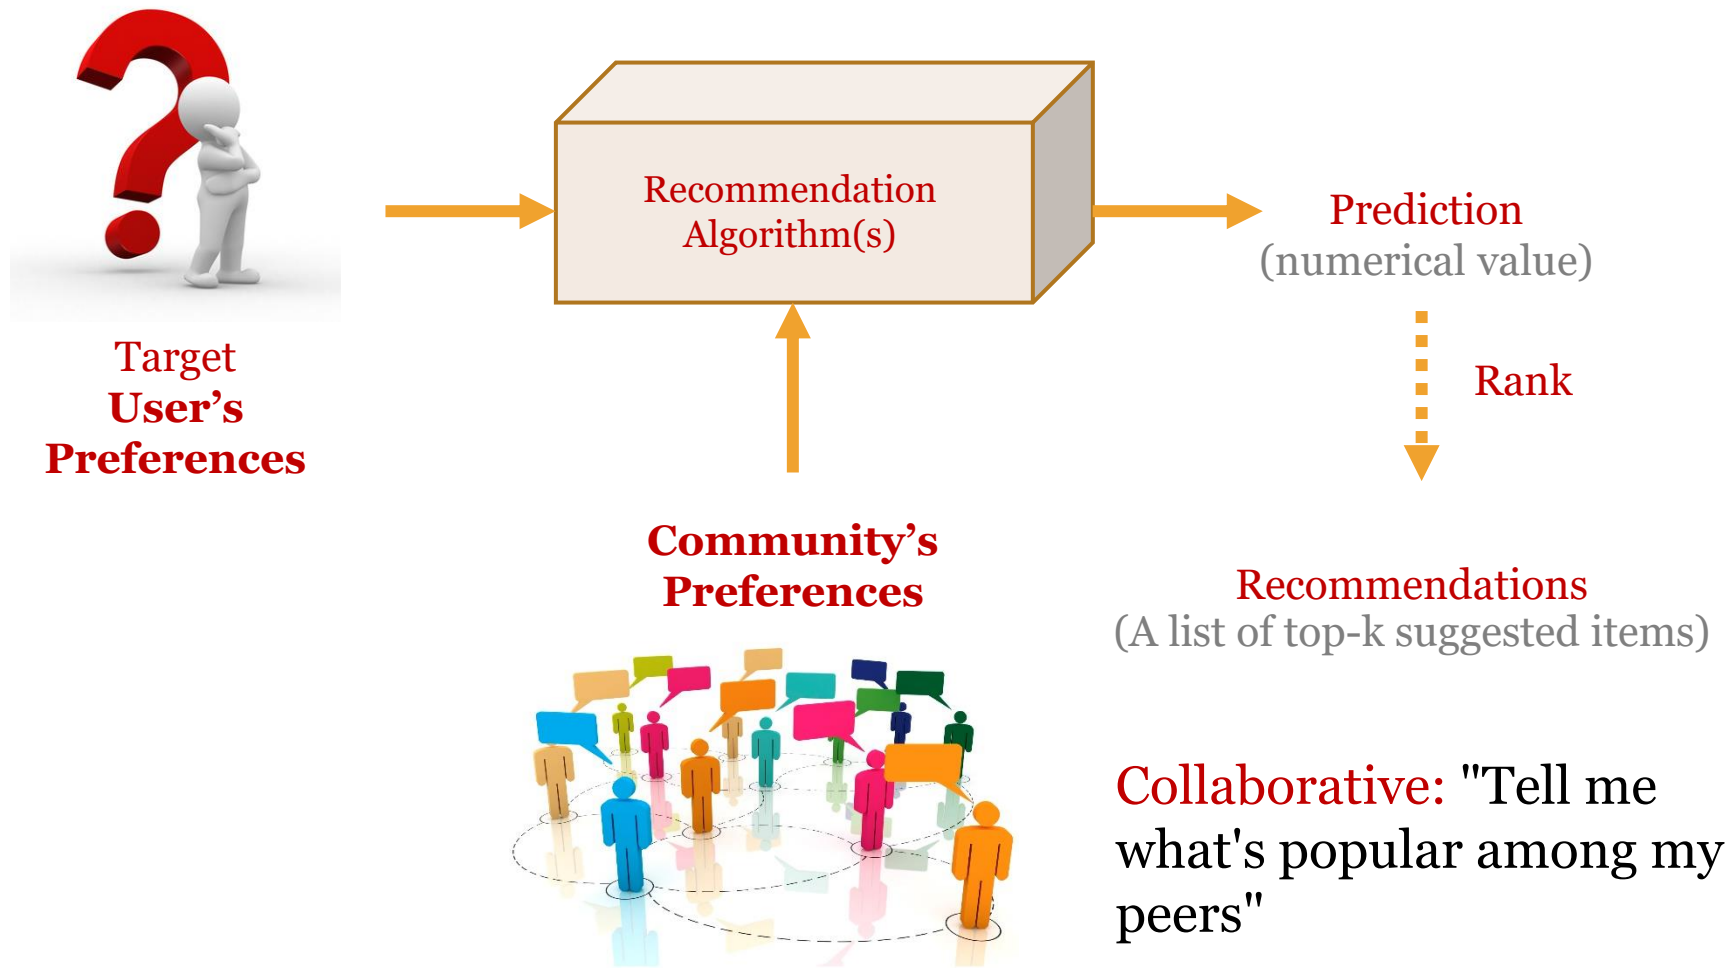 Recommendation
Algorithm(s)
Prediction
(numerical value)
Target
User’s
Preferences
Rank
Community’s
Preferences
Recommendations
(A list of top-k suggested items)
Collaborative: "Tell me
what's popular among my
peers"